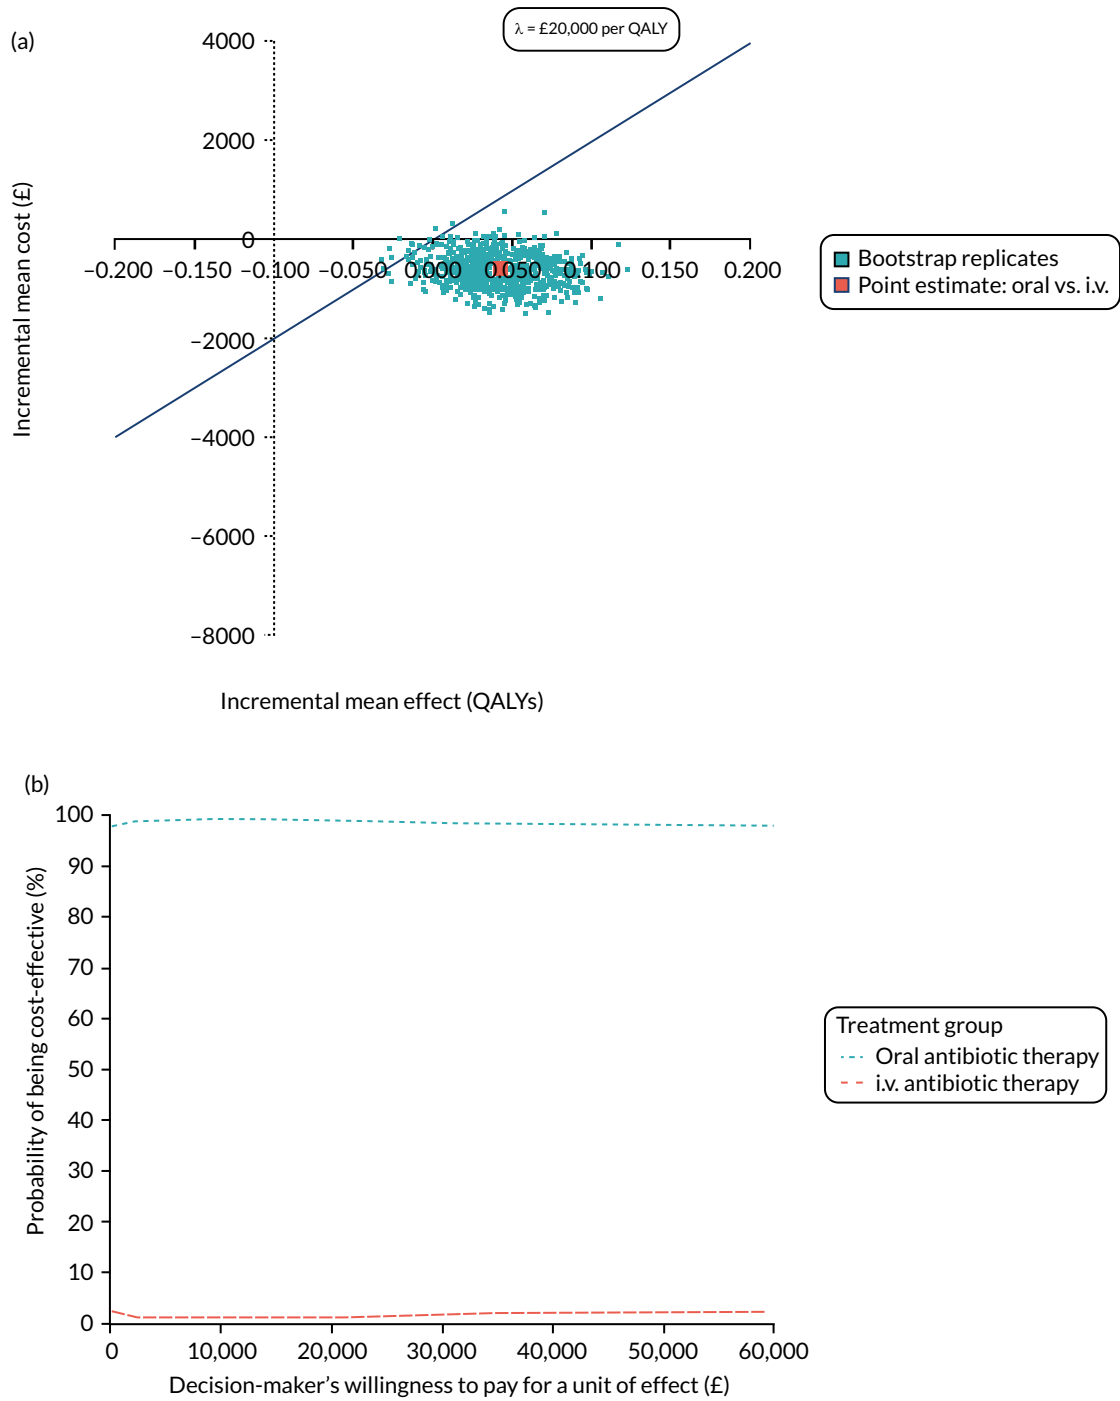 (a)
λ = £20,000 per QALY
4000
2000
0
–2000
–4000
–6000
–8000
Incremental mean cost (£)
–0.200 –0.150 –0.100 –0.050 0.000 0.050 0.100 0.150 0.200
Incremental mean effect (QALYs)
Bootstrap replicates
Point estimate: oral vs. i.v.
(b)
100
90
80
70
60
50
40
30
20
10
0
Probability of being cost-effective (%)
0 10,000 20,000 30,000 40,000 50,000 60,000
Decision-maker’s willingness to pay for a unit of effect (£)
Treatment group
Oral antibiotic therapy
i.v. antibiotic therapy